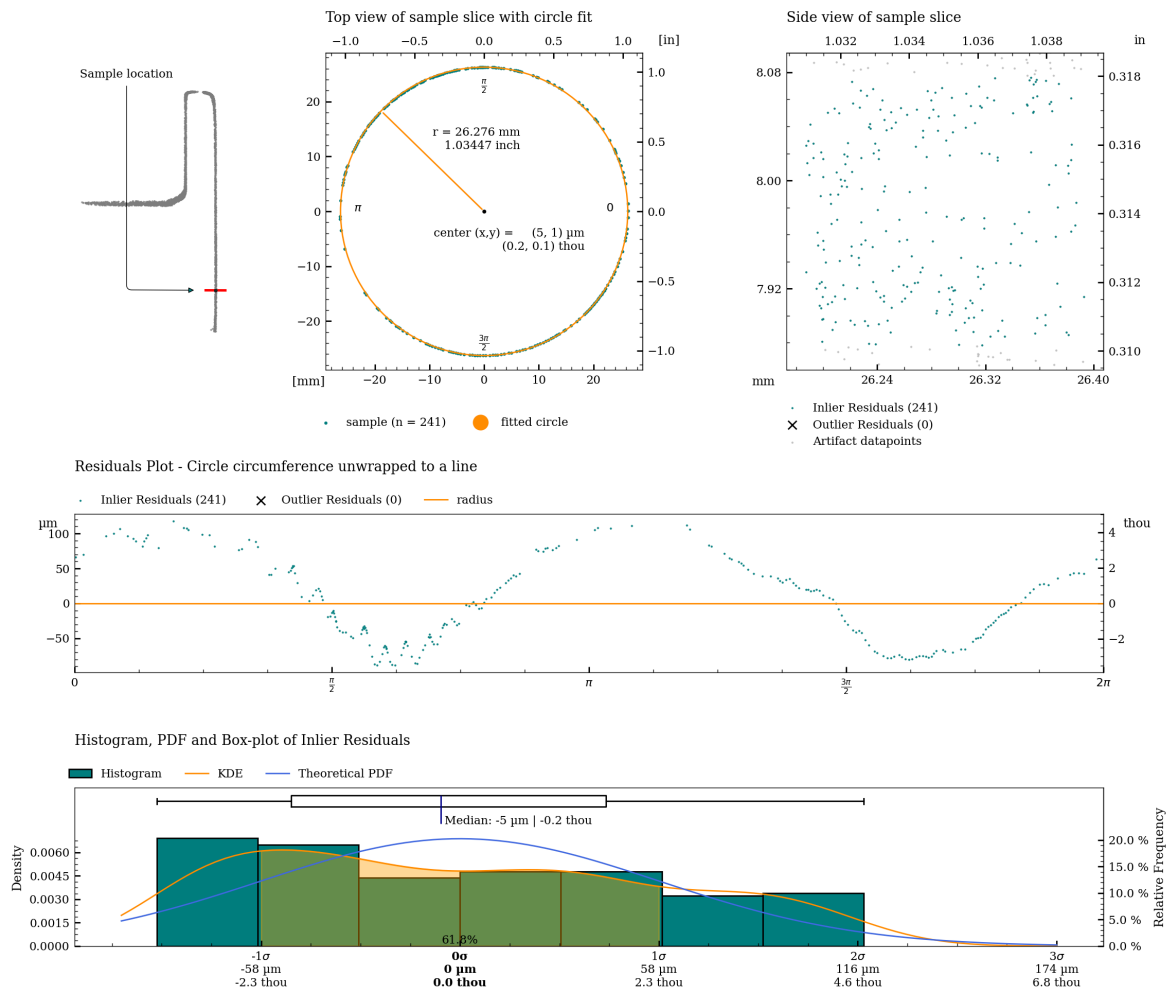 Top view of sample slice with circle fit
−1.0 −0.5 0.0 0.5 1.0 [in]
Sample location
π/2
r = 26.276 mm
1.03447 inch
π
0
center (x,y) = (5, 1) µm
(0.2, 0.1) thou
3π/2
20
10
0
−10
−20
1.0
0.5
0.0
−0.5
−1.0
[mm] −20 −10 0 10 20
sample (n = 241) fitted circle
Side view of sample slice
1.032 1.034 1.036 1.038 in
8.08
8.00
7.92
0.318
0.316
0.314
0.312
0.310
mm 26.24 26.32 26.40
Inlier Residuals (241)
Outlier Residuals (0)
Artifact datapoints
Residuals Plot - Circle circumference unwrapped to a line
Inlier Residuals (241) Outlier Residuals (0) radius
µm
100
50
0
−50
thou
4
2
0
−2
0 π/2 π 3π/2 2π
Histogram, PDF and Box-plot of Inlier Residuals
Histogram KDE Theoretical PDF
Median: -5 µm | -0.2 thou
Density
0.0060
0.0045
0.0030
0.0015
0.0000
Relative Frequency
20.0 %
15.0 %
10.0 %
5.0 %
0.0 %
61.8%
-1σ 0σ 1σ 2σ 3σ
-58 µm 0 µm 58 µm 116 µm 174 µm
-2.3 thou 0.0 thou 2.3 thou 4.6 thou 6.8 thou